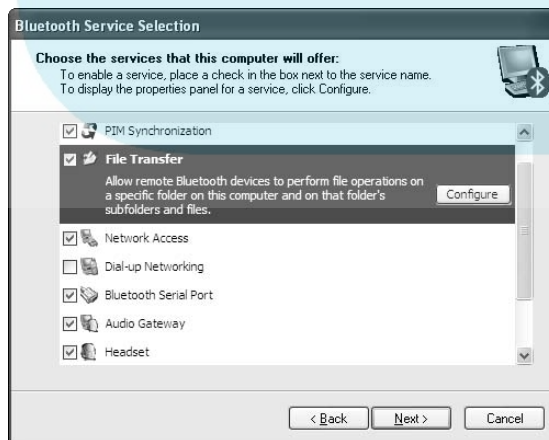 Bluetooth Service Selection
Choose the services that this computer will offer:
To enable a service, place a check in the box next to the service name.
To display the properties panel for a service, click Configure.
PIM Synchronization
File Transfer
Allow remote Bluetooth devices to perform file operations on
a specific folder on this computer and on that folder's
subfolders and files.
Configure
Network Access
Dial-up Networking
Bluetooth Serial Port
Audio Gateway
Headset
< Back
Next >
Cancel